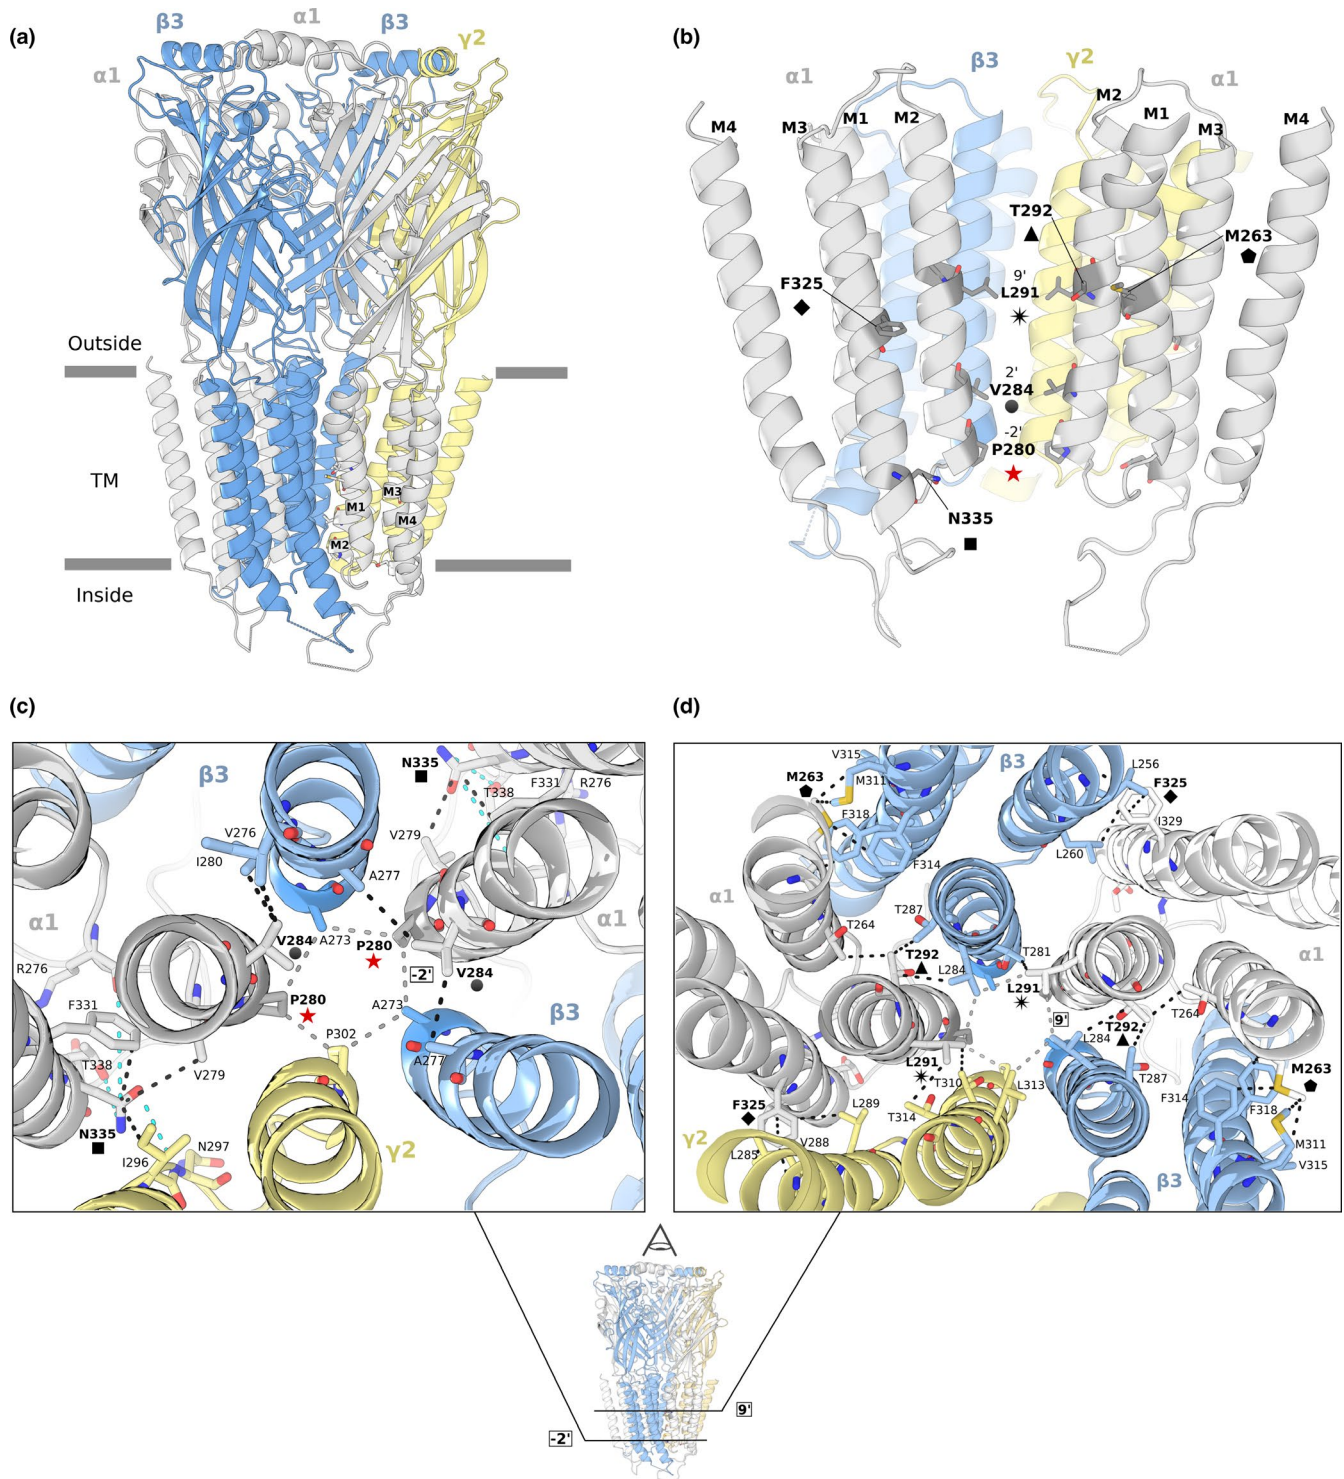 (a)
α1
β3
α1
β3
γ2
Outside
TM
Inside
M1
M2
M3
M4
(b)
α1
β3
γ2
α1
M4
M3
M1
M2
M2
M1
M3
M4
T292
M263
F325
9'
L291
2'
V284
-2'
P280
N335
(c)
β3
N335
F331
R276
T338
V276
I280
V279
A277
α1
α1
V284
A273
P280
-2'
V284
R276
P280
A273
β3
F331
P302
A277
T338
V279
γ2
N335
N297
I296
(d)
V315
β3
L256
M263
M311
F325
F318
I329
F314
L260
α1
T287
T264
T281
α1
T292
L284
L291
9'
T264
L284
T292
L291
T310
L313
T287
M263
F325
L289
T314
F314
F318
γ2
V288
M311
L285
β3
V315
9'
-2'